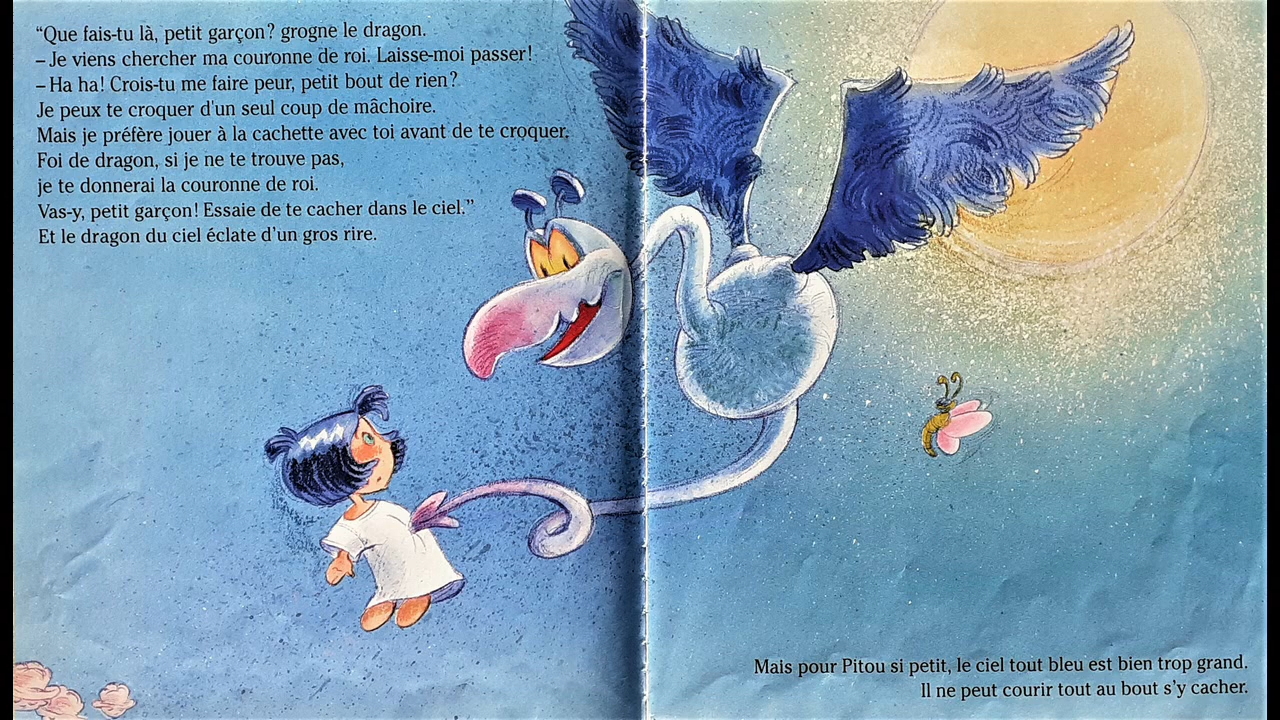 “Que fais-tu là, petit garçon? grogne le dragon.
– Je viens chercher ma couronne de roi. Laisse-moi passer!
– Ha ha! Crois-tu me faire peur, petit bout de rien?
Je peux te croquer d'un seul coup de mâchoire.
Mais je préfère jouer à la cachette avec toi avant de te croquer.
Foi de dragon, si je ne te trouve pas,
je te donnerai la couronne de roi.
Vas-y, petit garçon! Essaie de te cacher dans le ciel.”
Et le dragon du ciel éclate d’un gros rire.
Mais pour Pitou si petit, le ciel tout bleu est bien trop grand.
Il ne peut courir tout au bout s’y cacher.